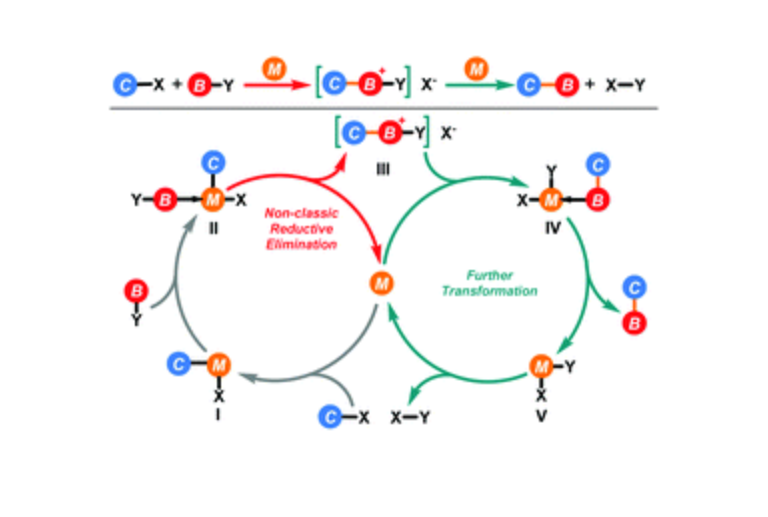 M M
C—X + B—Y [C—B⁺—Y] X⁻ C—B + X—Y
[C—B⁺—Y] X⁻
III
C
Y—B M—X
II
Y
C
X—M B
IV
Non-classic
Reductive
Elimination
M
Further
Transformation
B
Y
C
B
C—M
X
I
M—Y
X
V
C—X
X—Y